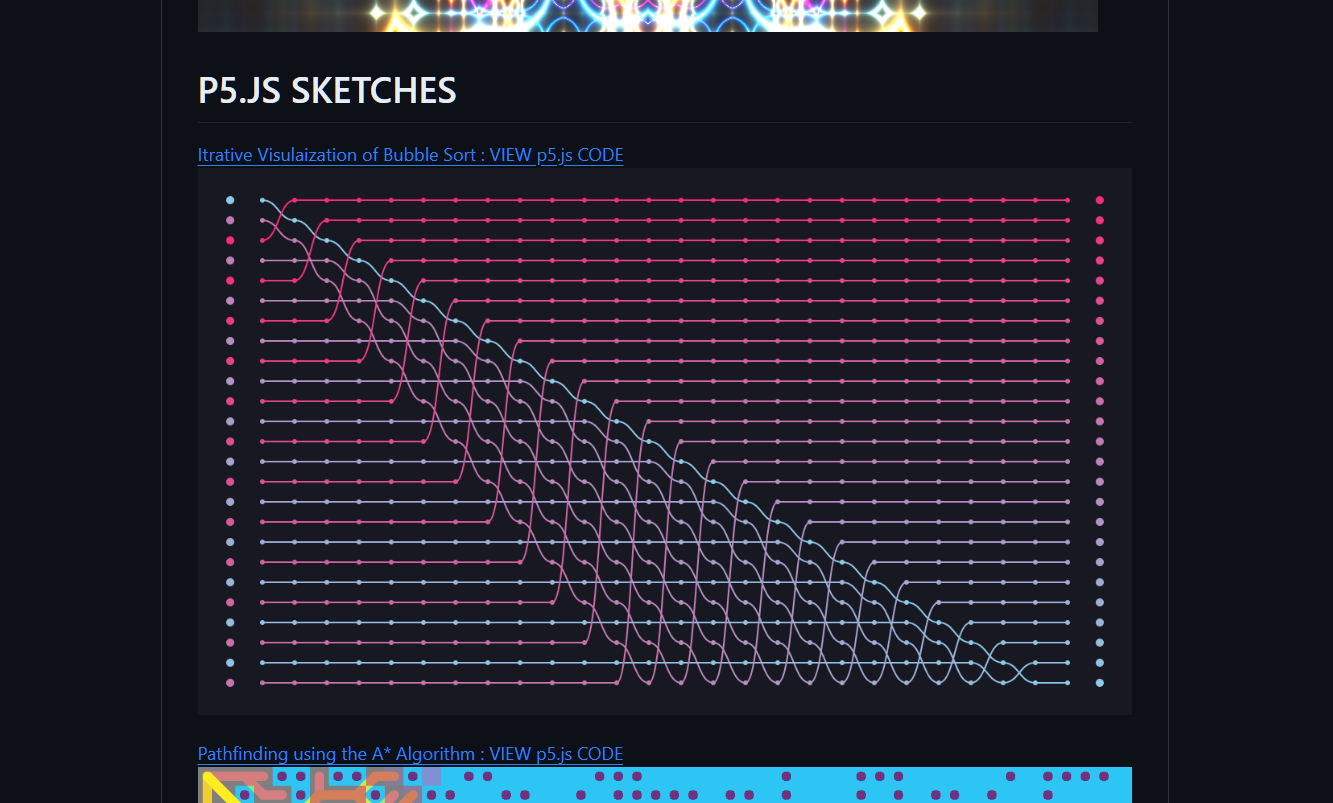 P5.JS SKETCHES
Itrative Visulaization of Bubble Sort : VIEW p5.js CODE
Pathfinding using the A* Algorithm : VIEW p5.js CODE